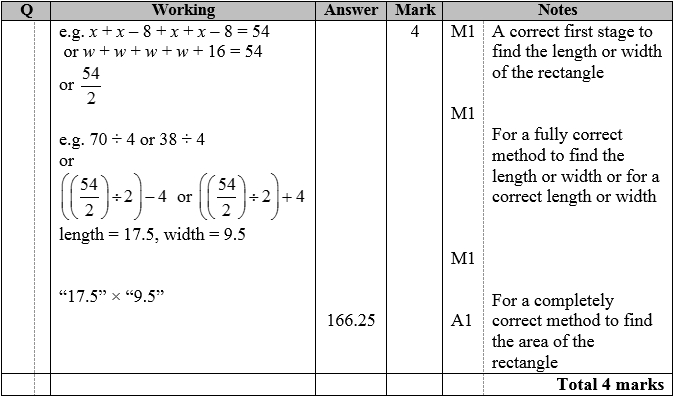 Q Working Answer Mark Notes
e.g. x + x – 8 + x + x – 8 = 54 4 M1 A correct first stage to
or w + w + w + w + 16 = 54 find the length or width
or 54/2 of the rectangle
M1
e.g. 70 ÷ 4 or 38 ÷ 4 For a fully correct
or method to find the
((54/2) ÷ 2) – 4 or ((54/2) ÷ 2) + 4 length or width or for a
correct length or width
length = 17.5, width = 9.5
M1
“17.5” × “9.5” For a completely
166.25 A1 correct method to find
the area of the
rectangle
Total 4 marks